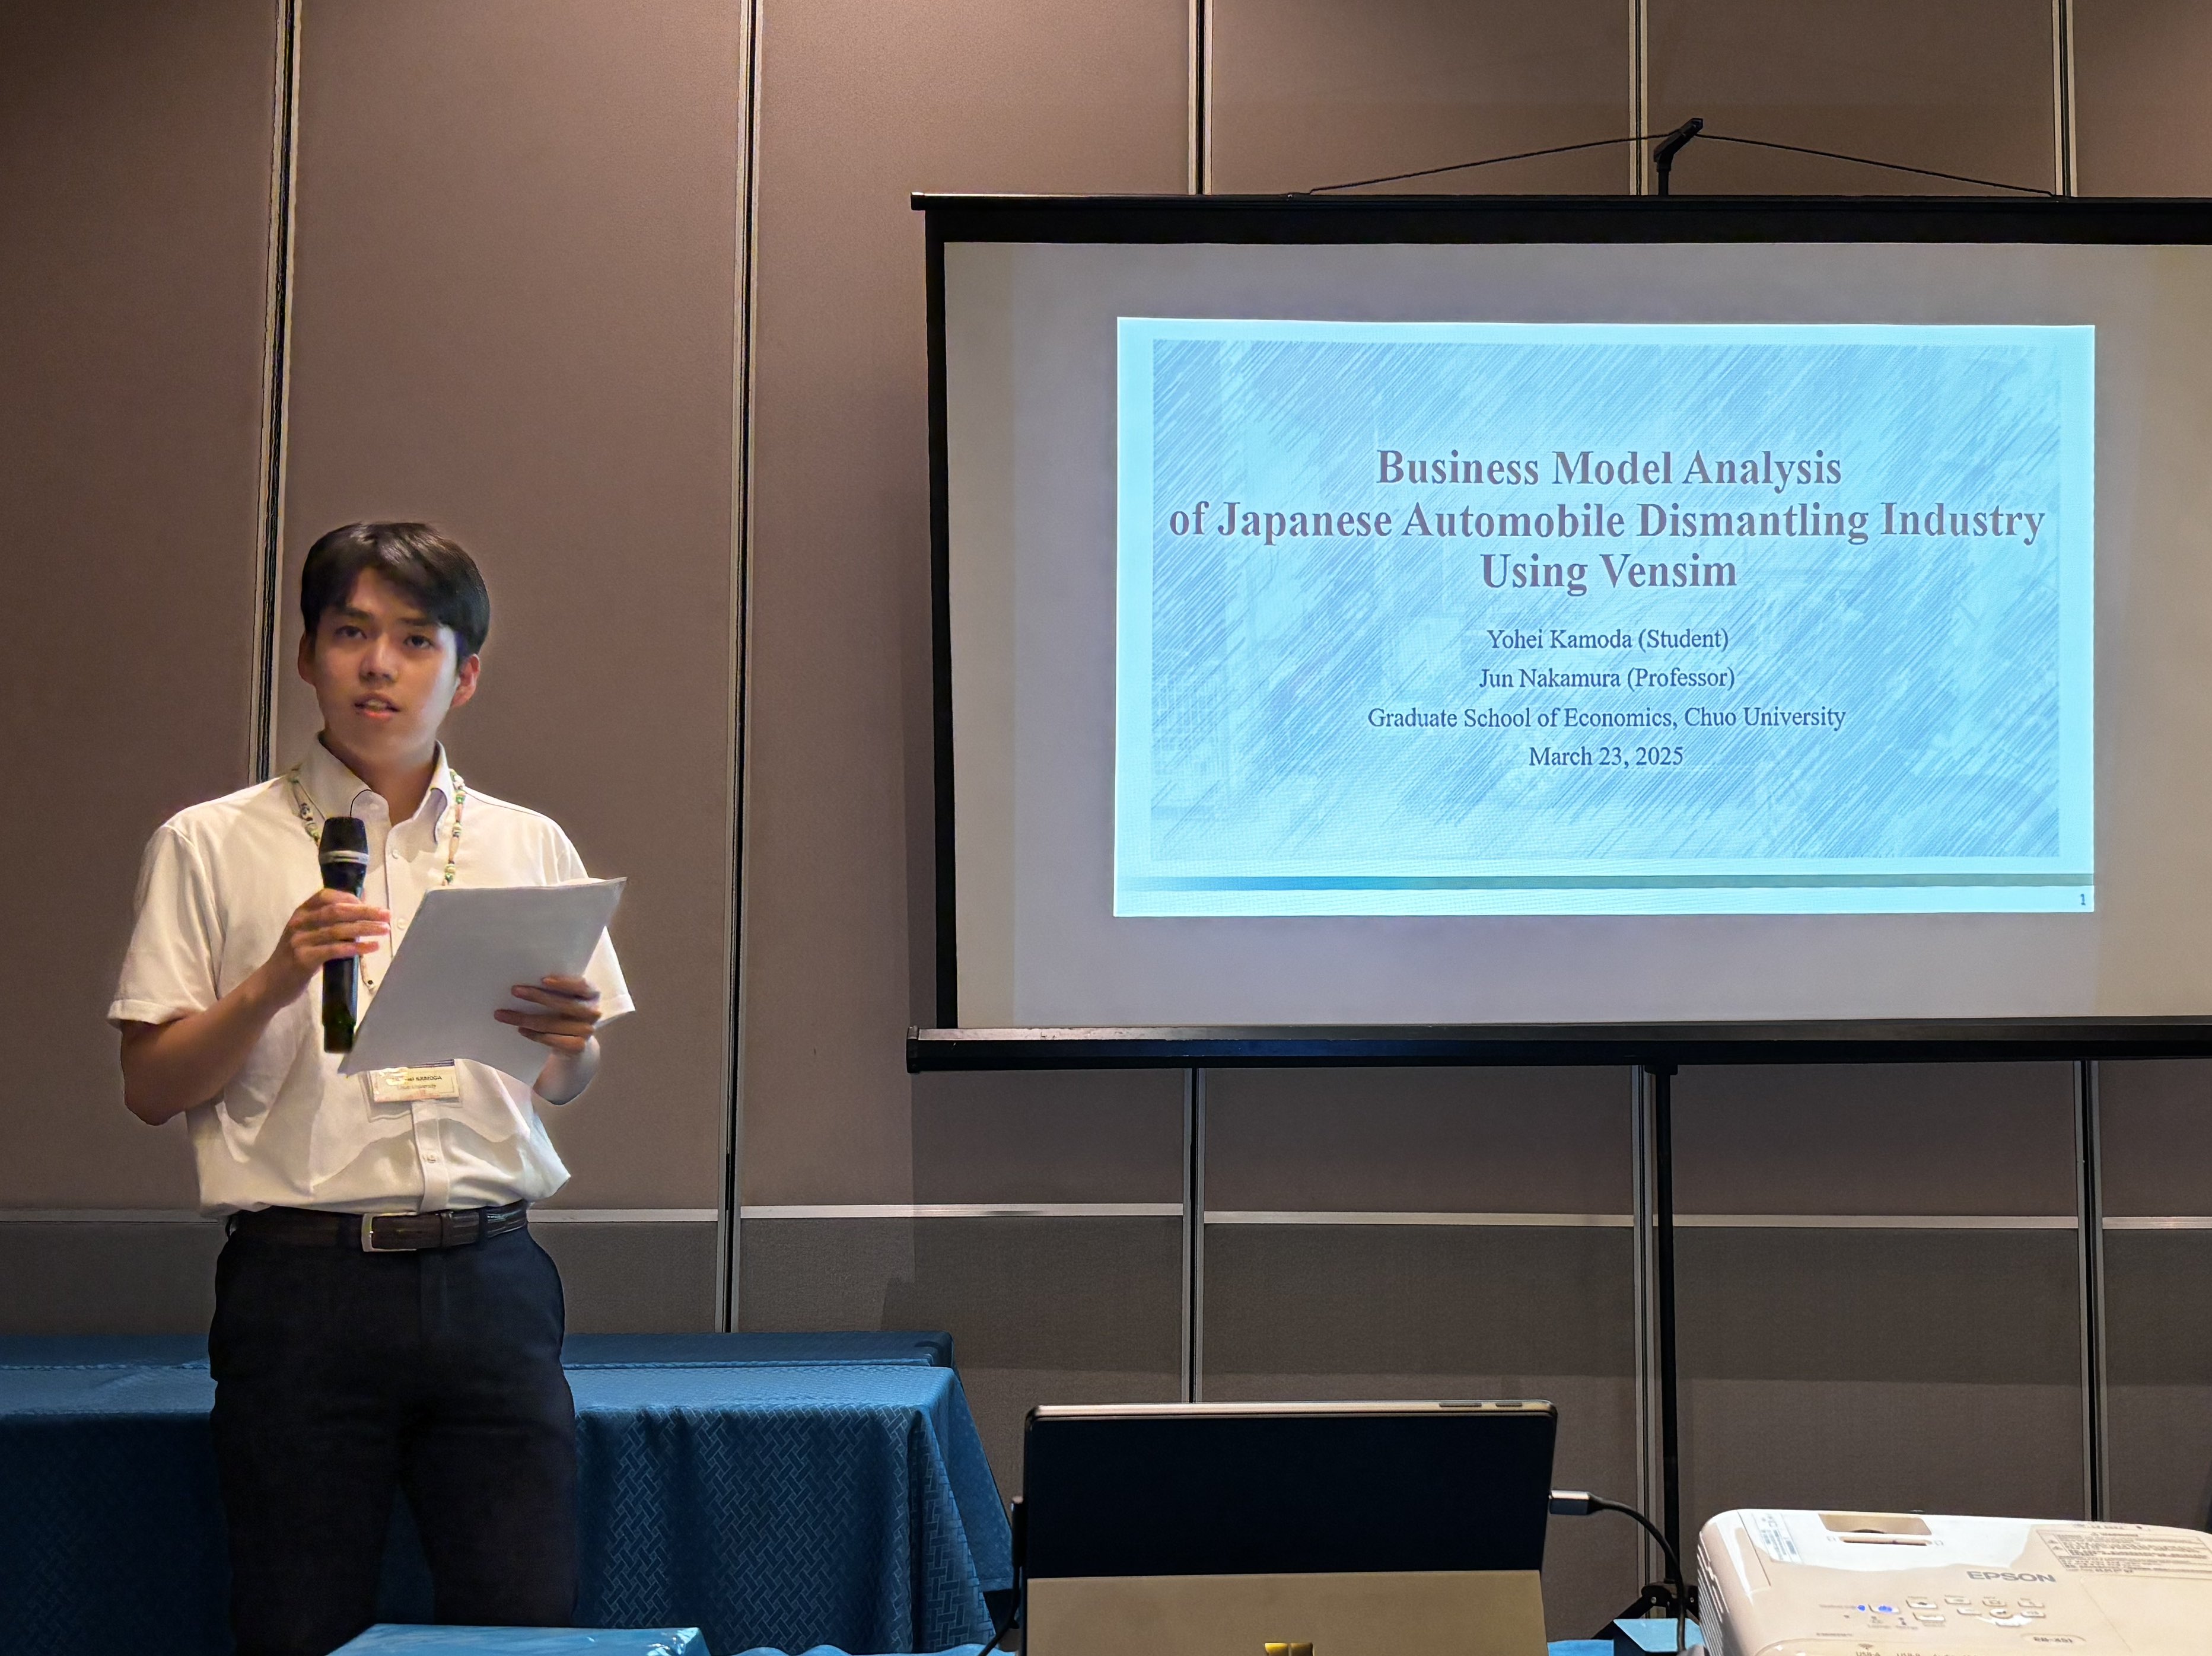 Business Model Analysis
of Japanese Automobile Dismantling Industry
Using Vensim
Yohei Kamoda (Student)
Jun Nakamura (Professor)
Graduate School of Economics, Chuo University
March 23, 2025
1
KAMODA
EPSON